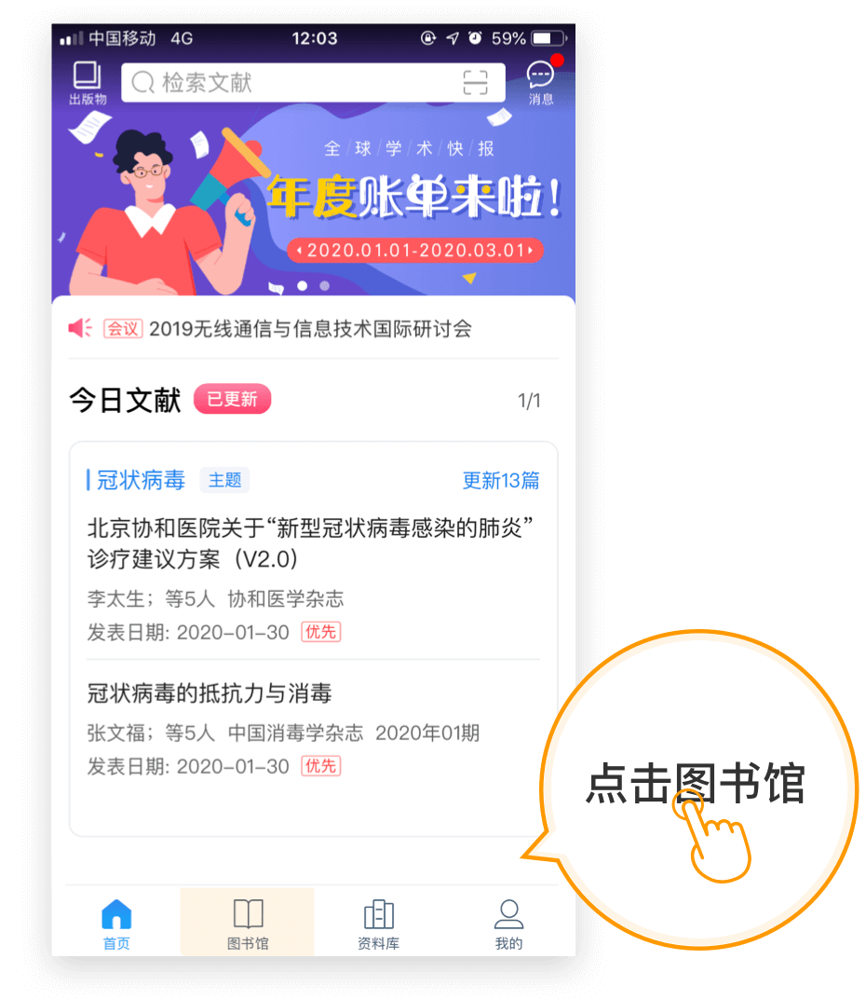 中国移动 4G 12:03 59%
出版物 检索文献 消息
全/球/学/术/快/报
年度账单来啦!
2020.01.01-2020.03.01
会议 2019无线通信与信息技术国际研讨会
今日文献 已更新 1/1
冠状病毒 主题 更新13篇
北京协和医院关于“新型冠状病毒感染的肺炎”
诊疗建议方案（V2.0）
李太生；等5人 协和医学杂志
发表日期: 2020-01-30 优先
冠状病毒的抵抗力与消毒
张文福；等5人 中国消毒学杂志 2020年01期
发表日期: 2020-01-30 优先
点击图书馆
首页 图书馆 资料库 我的